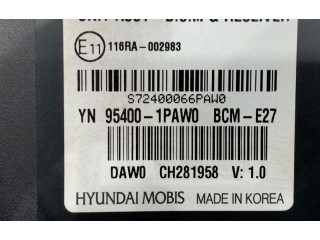 E11 116RA-002983
S72400066PAW0
YN 95400-1PAW0 BCM-E27
DAW0 CH281958 V: 1.0
HYUNDAI MOBIS MADE IN KOREA